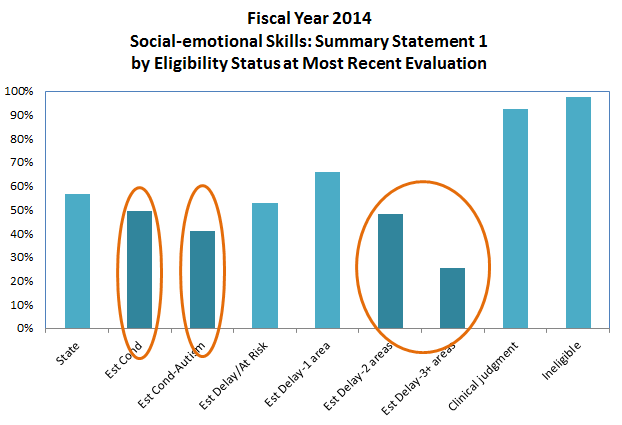 Fiscal Year 2014
Social-emotional Skills: Summary Statement 1
by Eligibility Status at Most Recent Evaluation
100%
90%
80%
70%
60%
50%
40%
30%
20%
10%
0%
State
Est Cond
Est Cond-Autism
Est Delay/At Risk
Est Delay-1 area
Est Delay-2 areas
Est Delay-3+ areas
Clinical judgment
Ineligible